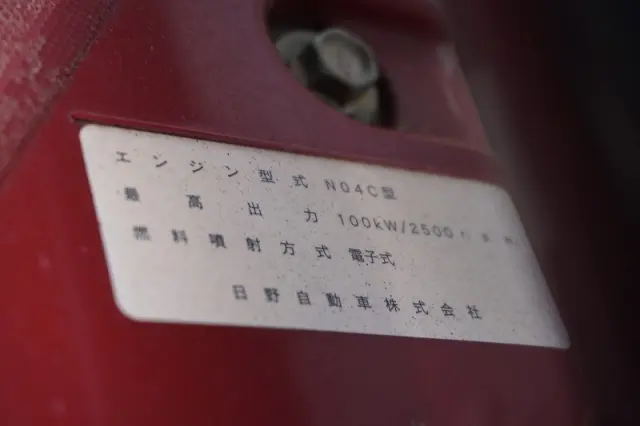 エンジン型式 N04C型
最高出力 100kW/2500r.p.m
燃料噴射方式 電子式
日野自動車株式会社